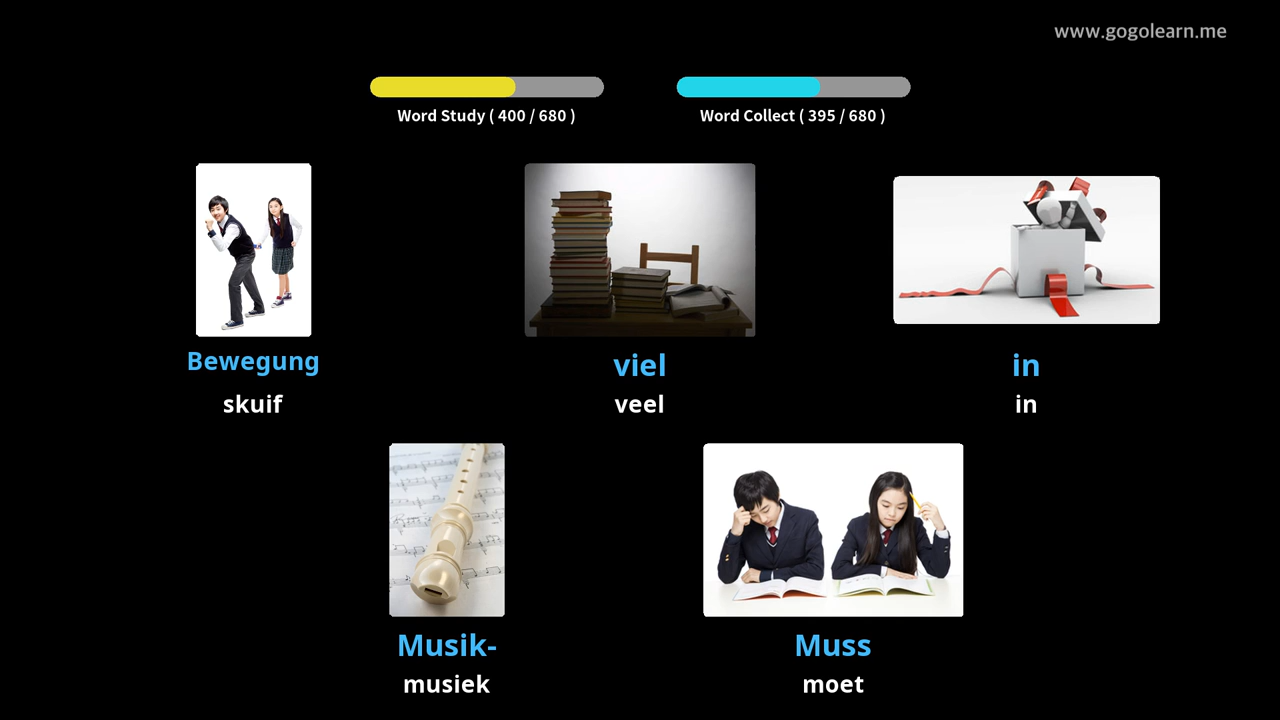 www.gogolearn.me
Word Study ( 400 / 680 )
Word Collect ( 395 / 680 )
Bewegung
skuif
viel
veel
in
in
Musik-
musiek
Muss
moet